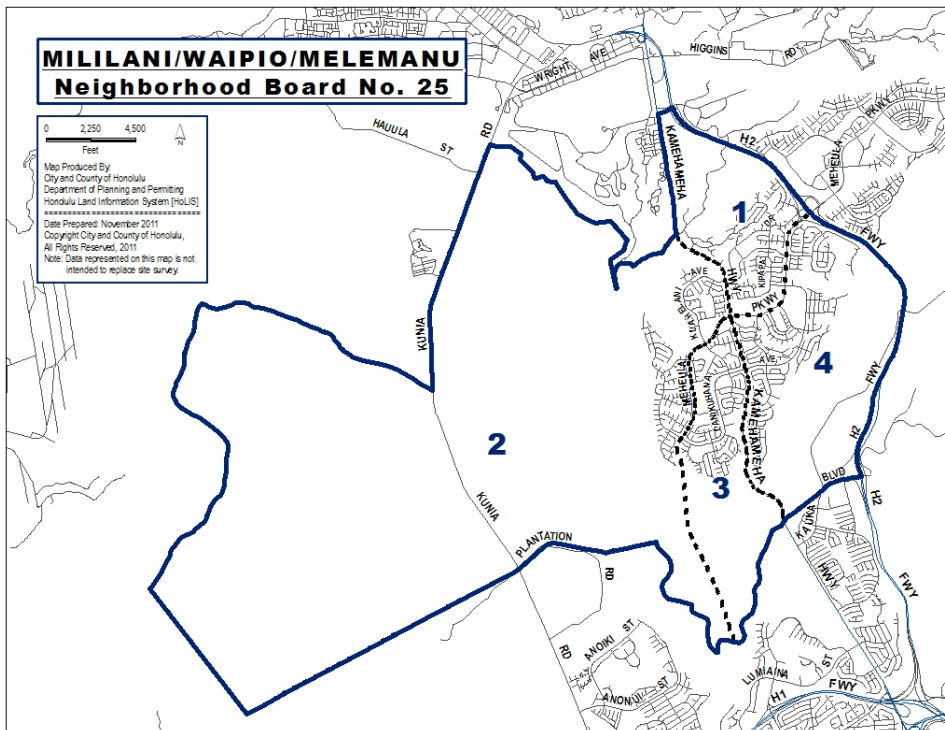 MILILANI/WAIPIO/MELEMANU
Neighborhood Board No. 25
0 2,250 4,500
Feet
N
Map Produced By:
City and County of Honolulu
Department of Planning and Permitting
Honolulu Land Information System [HoLIS]
Date Prepared: November 2011
Copyright City and County of Honolulu,
All Rights Reserved, 2011
Note: Data represented on this map is not
intended to replace site survey.
WRIGHT AVE
HIGGINS RD
HAUULA ST
RD
KAMEHAMEHA
H2
MEHEULA PKWY
1
DR
FWY
KIPAPA
AVE
HWY
PKWY
KUAHELANI
KUNIA
MEHEULA
AVE
4
FWY
LANIKUHANA
KAMEHAMEHA
2
H2
BLVD
3
H2
KUNIA
KAUKA
PLANTATION
RD
HWY
FWY
RD
ANOIKI ST
LUMIAINA ST
ANONUI ST
H1 FWY